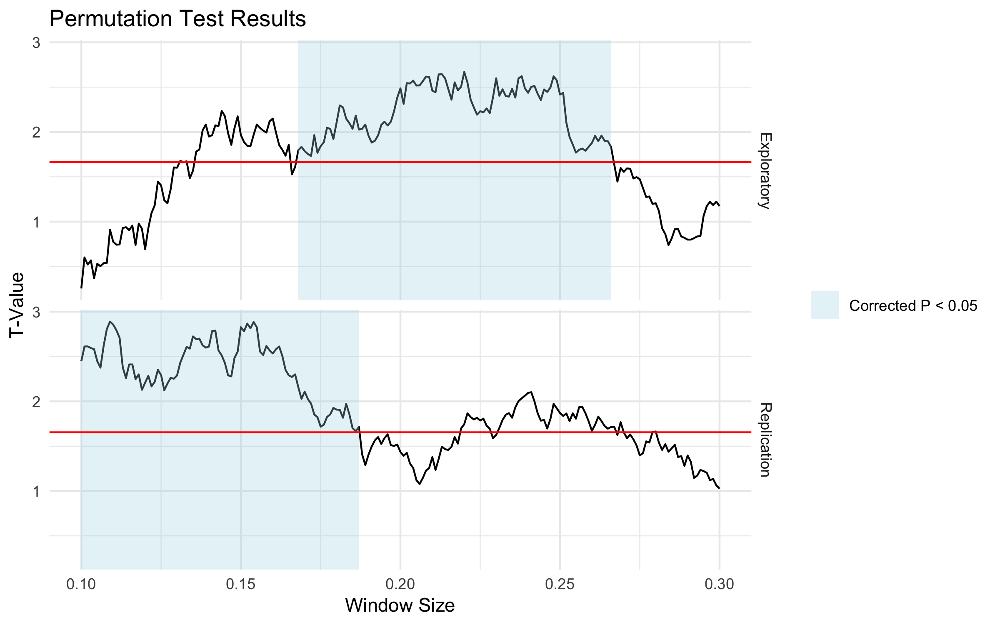 Permutation Test Results
3
2
1
Exploratory
T-Value
3
2
1
Replication
Corrected P < 0.05
0.10 0.15 0.20 0.25 0.30
Window Size